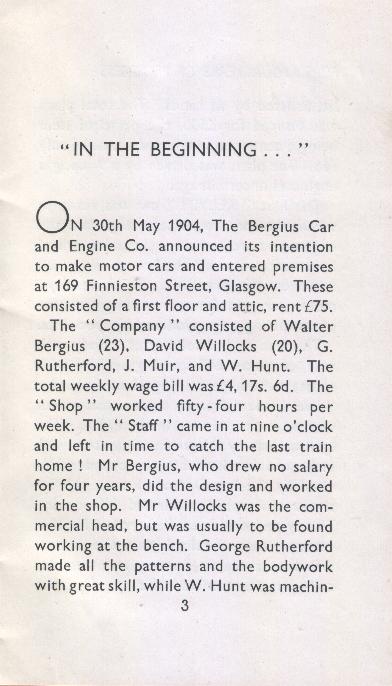 "IN THE BEGINNING . . . "
ON 30th May 1904, The Bergius Car
and Engine Co. announced its intention
to make motor cars and entered premises
at 169 Finnieston Street, Glasgow. These
consisted of a first floor and attic, rent £75.
The "Company" consisted of Walter
Bergius (23), David Willocks (20), G.
Rutherford, J. Muir, and W. Hunt. The
total weekly wage bill was £4, 17s. 6d. The
"Shop" worked fifty-four hours per
week. The "Staff" came in at nine o'clock
and left in time to catch the last train
home ! Mr Bergius, who drew no salary
for four years, did the design and worked
in the shop. Mr Willocks was the com-
mercial head, but was usually to be found
working at the bench. George Rutherford
made all the patterns and the bodywork
with great skill, while W. Hunt was machin-
3